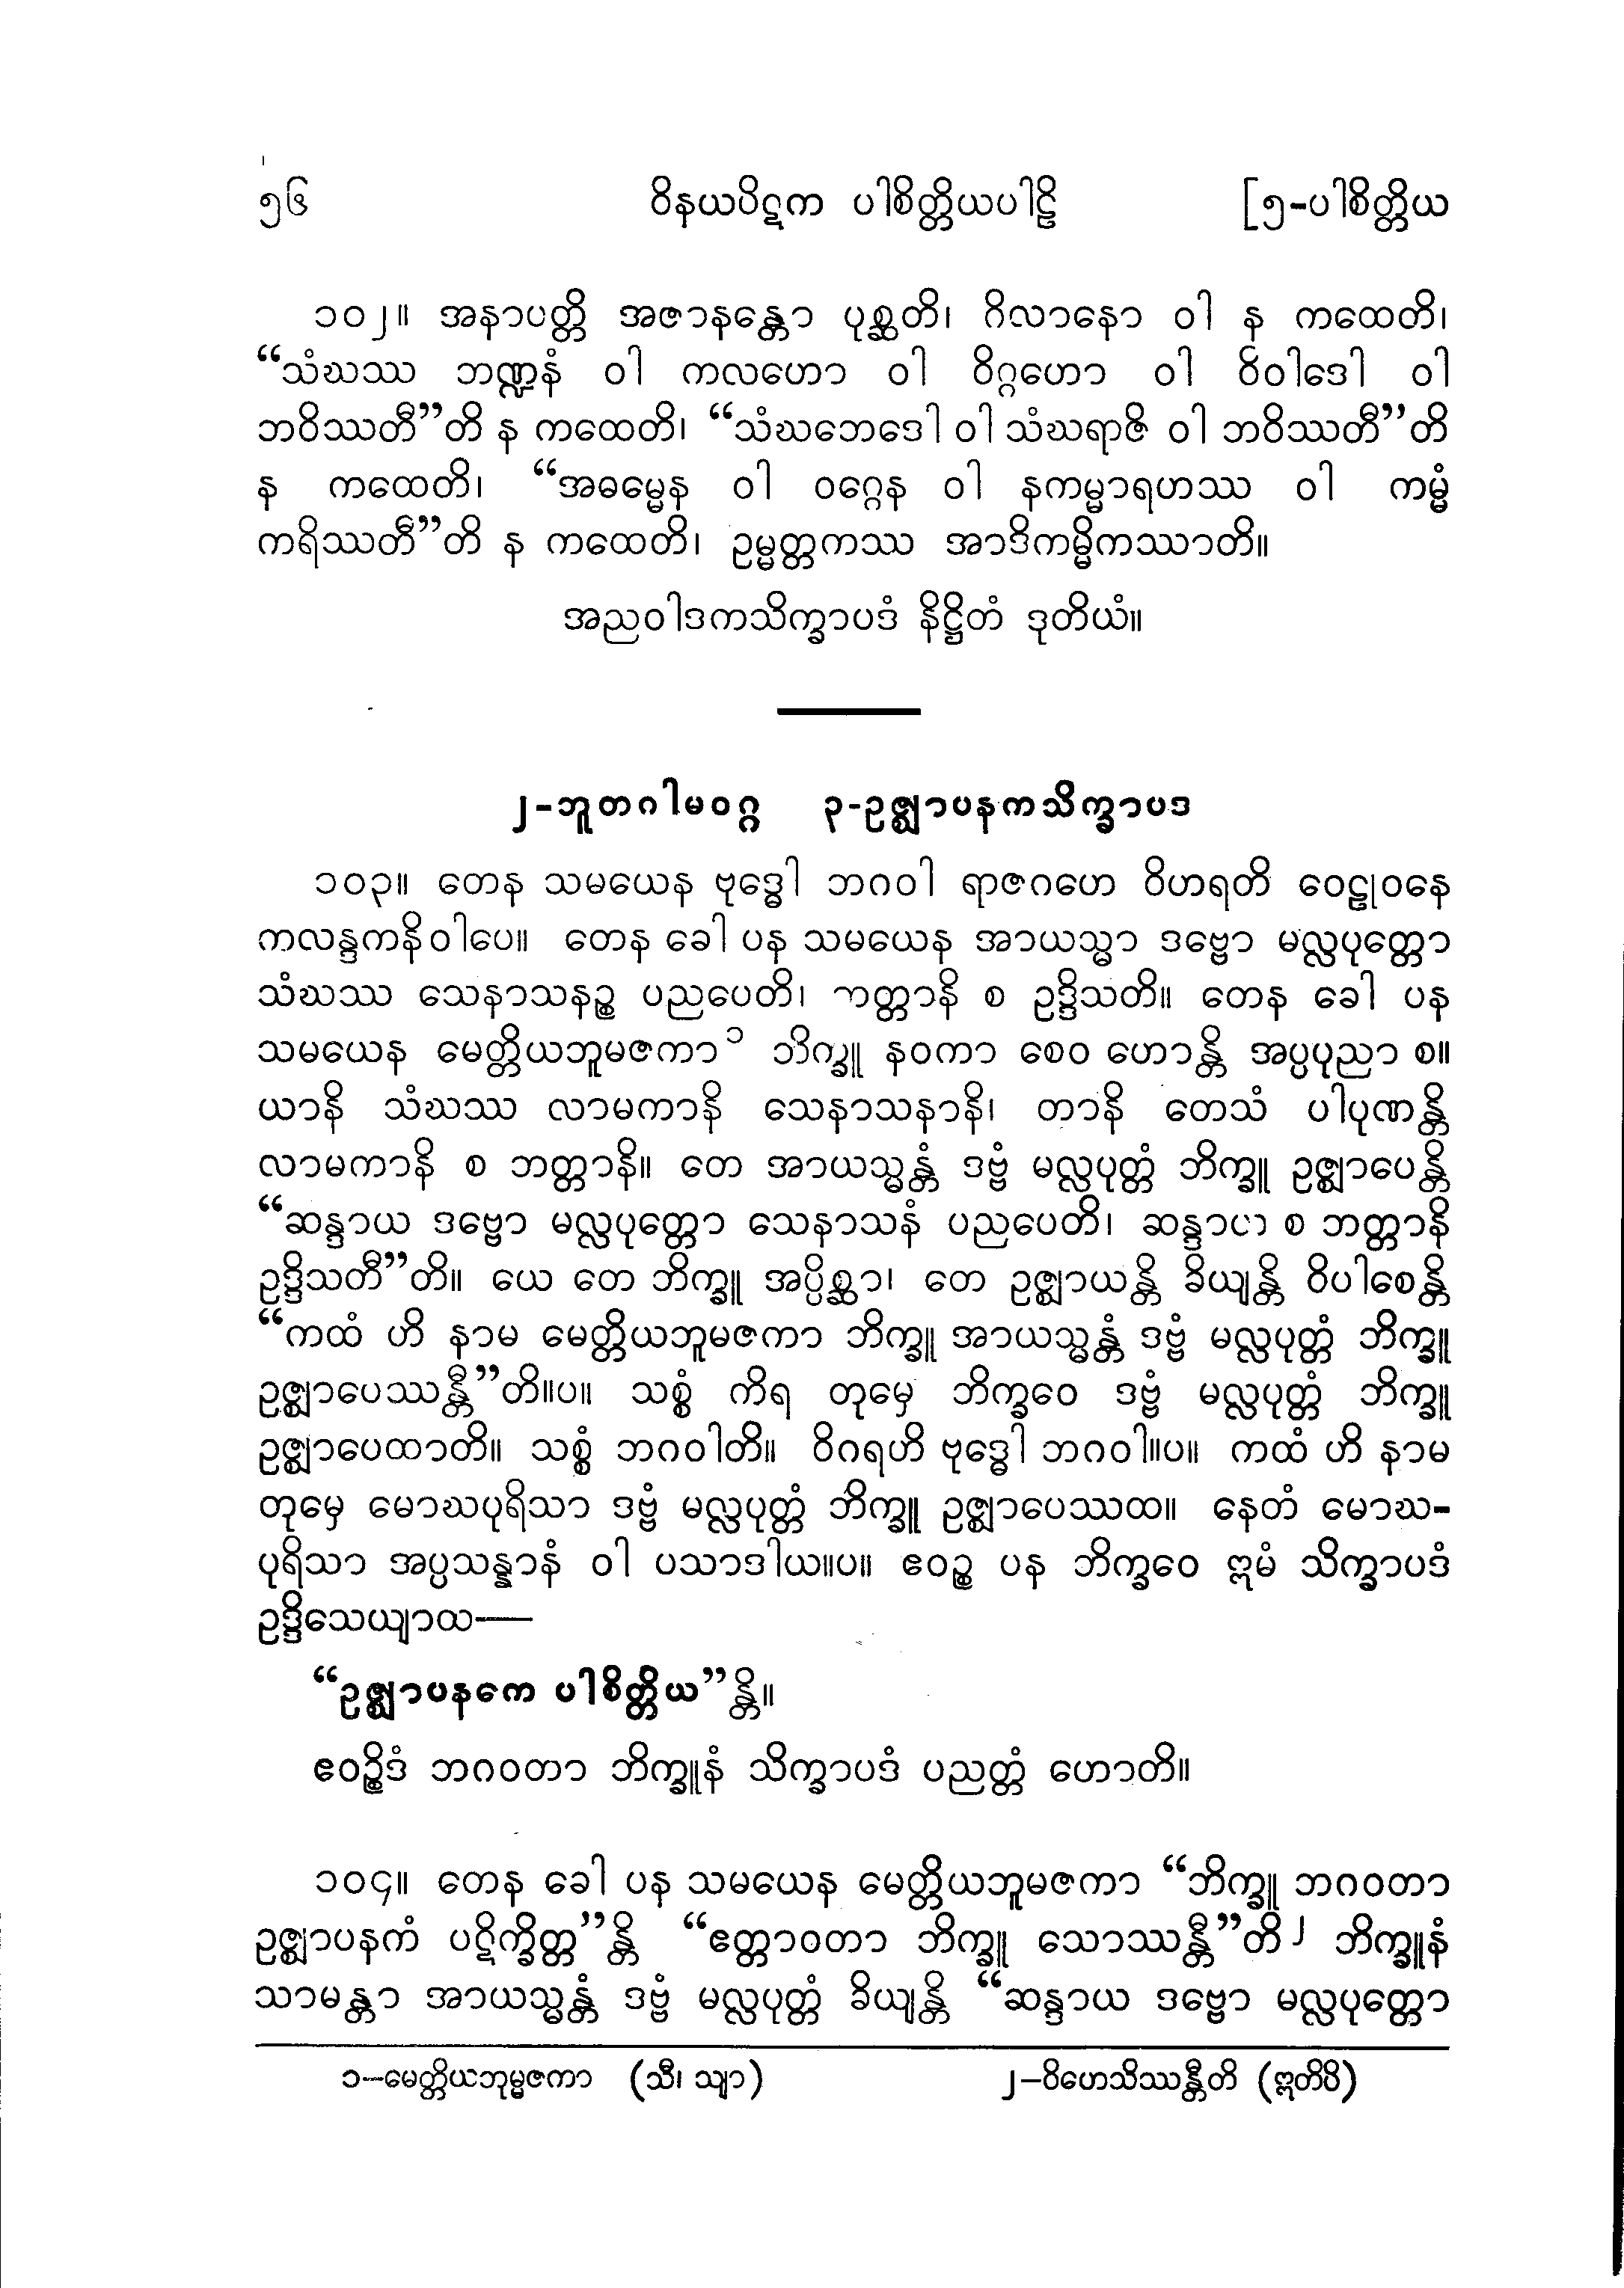 ၅၆ ဝိနယပိဋက ပါစိတ္တိယပါဠိ [၅-ပါစိတ္တိယ
၁၀၂။ အနာပတ္တိ အဇာနန္တော ပုစ္ဆတိ၊ ဂိလာနော ဝါ န ကထေတိ၊
“သံဃဿ ဘဏ္ဍနံ ဝါ ကလဟော ဝါ ဝိဂ္ဂဟော ဝါ ဝိဝါဒေါ ဝါ
ဘဝိဿတီ”တိ န ကထေတိ၊ “သံဃဘေဒေါ ဝါ သံဃရာဇိ ဝါ ဘဝိဿတီ”တိ
န ကထေတိ၊ “အဓမ္မေန ဝါ ဝဂ္ဂေန ဝါ နကမ္မာရဟဿ ဝါ ကမ္မံ
ကရိဿတီ”တိ န ကထေတိ၊ ဥမ္မတ္တကဿ အာဒိကမ္မိကဿာတိ။
အညဝါဒကသိက္ခာပဒံ နိဋ္ဌိတံ ဒုတိယံ။
၂-ဘူတဂါမဝဂ္ဂ ၃-ဥဇ္ဈာပနကသိက္ခာပဒ
၁၀၃။ တေန သမယေန ဗုဒ္ဓေါ ဘဂဝါ ရာဇဂဟေ ဝိဟရတိ ဝေဠုဝနေ
ကလန္ဒကနိဝါပေ။ တေန ခေါ ပန သမယေန အာယသ္မာ ဒဗ္ဗော မလ္လပုတ္တော
သံဃဿ သေနာသနဉ္စ ပညပေတိ၊ ဘတ္တာနိ စ ဥဒ္ဒိသတိ။ တေန ခေါ ပန
သမယေန မေတ္တိယဘူမဇကာ၁ ဘိက္ခူ နဝကာ စေဝ ဟောန္တိ အပ္ပပုညာ စ။
ယာနိ သံဃဿ လာမကာနိ သေနာသနာနိ၊ တာနိ တေသံ ပါပုဏန္တိ
လာမကာနိ စ ဘတ္တာနိ။ တေ အာယသ္မန္တံ ဒဗ္ဗံ မလ္လပုတ္တံ ဘိက္ခူ ဥဇ္ဈာပေန္တိ
“ဆန္ဒာယ ဒဗ္ဗော မလ္လပုတ္တော သေနာသနံ ပညပေတိ၊ ဆန္ဒာယ စ ဘတ္တာနိ
ဥဒ္ဒိသတီ”တိ။ ယေ တေ ဘိက္ခူ အပ္ပိစ္ဆာ၊ တေ ဥဇ္ဈာယန္တိ ခိယျန္တိ ဝိပါစေန္တိ
“ကထံ ဟိ နာမ မေတ္တိယဘူမဇကာ ဘိက္ခူ အာယသ္မန္တံ ဒဗ္ဗံ မလ္လပုတ္တံ ဘိက္ခူ
ဥဇ္ဈာပေဿန္တီ”တိ။ပ။ သစ္စံ ကိရ တုမှေ ဘိက္ခဝေ ဒဗ္ဗံ မလ္လပုတ္တံ ဘိက္ခူ
ဥဇ္ဈာပေထာတိ။ သစ္စံ ဘဂဝါတိ။ ဝိဂရဟိ ဗုဒ္ဓေါ ဘဂဝါ။ပ။ ကထံ ဟိ နာမ
တုမှေ မောဃပုရိသာ ဒဗ္ဗံ မလ္လပုတ္တံ ဘိက္ခူ ဥဇ္ဈာပေဿထ။ နေတံ မောဃ-
ပုရိသာ အပ္ပသန္နာနံ ဝါ ပသာဒါယ။ပ။ ဧဝဉ္စ ပန ဘိက္ခဝေ ဣမံ သိက္ခာပဒံ
ဥဒ္ဒိသေယျာထ—
“ဥဇ္ဈာပနကေ ပါစိတ္တိယ”န္တိ။
ဧဝဉ္စိဒံ ဘဂဝတာ ဘိက္ခူနံ သိက္ခာပဒံ ပညတ္တံ ဟောတိ။
၁၀၄။ တေန ခေါ ပန သမယေန မေတ္တိယဘူမဇကာ “ဘိက္ခူ ဘဂဝတာ
ဥဇ္ဈာပနကံ ပဋိက္ခိတ္တ”န္တိ “ဧတ္တာဝတာ ဘိက္ခူ သောဿန္တီ”တိ၂ ဘိက္ခူနံ
သာမန္တာ အာယသ္မန္တံ ဒဗ္ဗံ မလ္လပုတ္တံ ခိယျန္တိ “ဆန္ဒာယ ဒဗ္ဗော မလ္လပုတ္တော
၁—မေတ္တိယဘုမ္မဇကာ (သီ၊ သျာ) ၂—ဝိဟေသိဿန္တီတိ (ဣတိပိ)